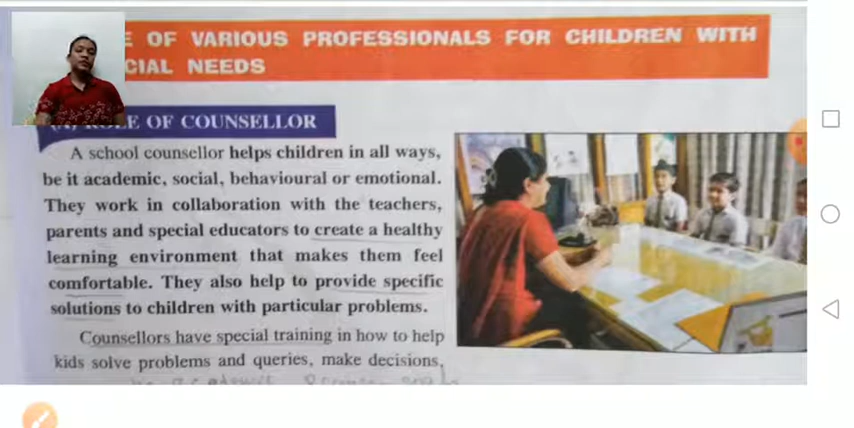 OF VARIOUS PROFESSIONALS FOR CHILDREN WITH
NEEDS
ROLE OF COUNSELLOR
A school counsellor helps children in all ways,
be it academic, social, behavioural or emotional.
They work in collaboration with the teachers,
parents and special educators to create a healthy
learning environment that makes them feel
comfortable. They also help to provide specific
solutions to children with particular problems.
Counsellors have special training in how to help
kids solve problems and queries, make decisions,